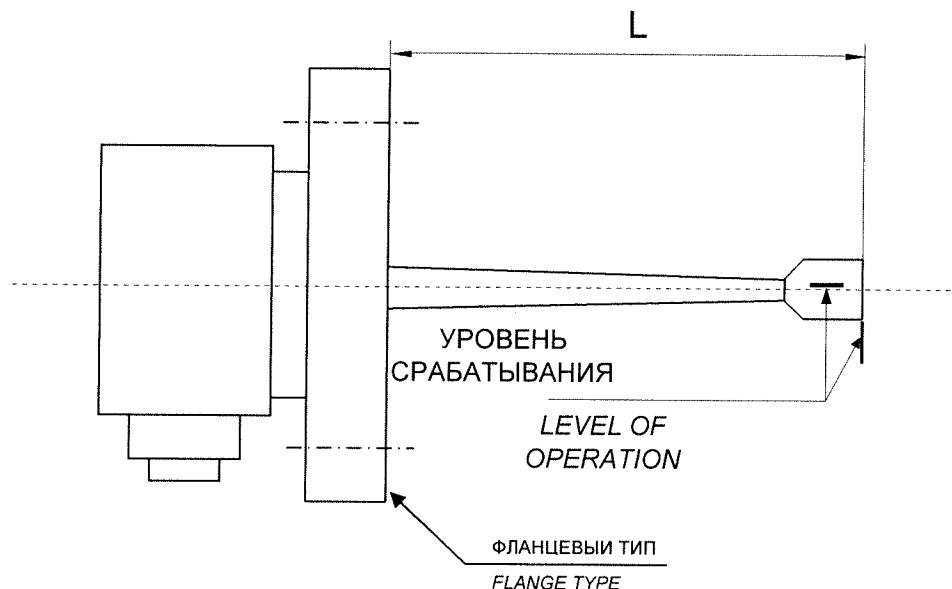 L
УРОВЕНЬ
СРАБАТЫВАНИЯ
LEVEL OF
OPERATION
ФЛАНЦЕВЫЙ ТИП
FLANGE TYPE